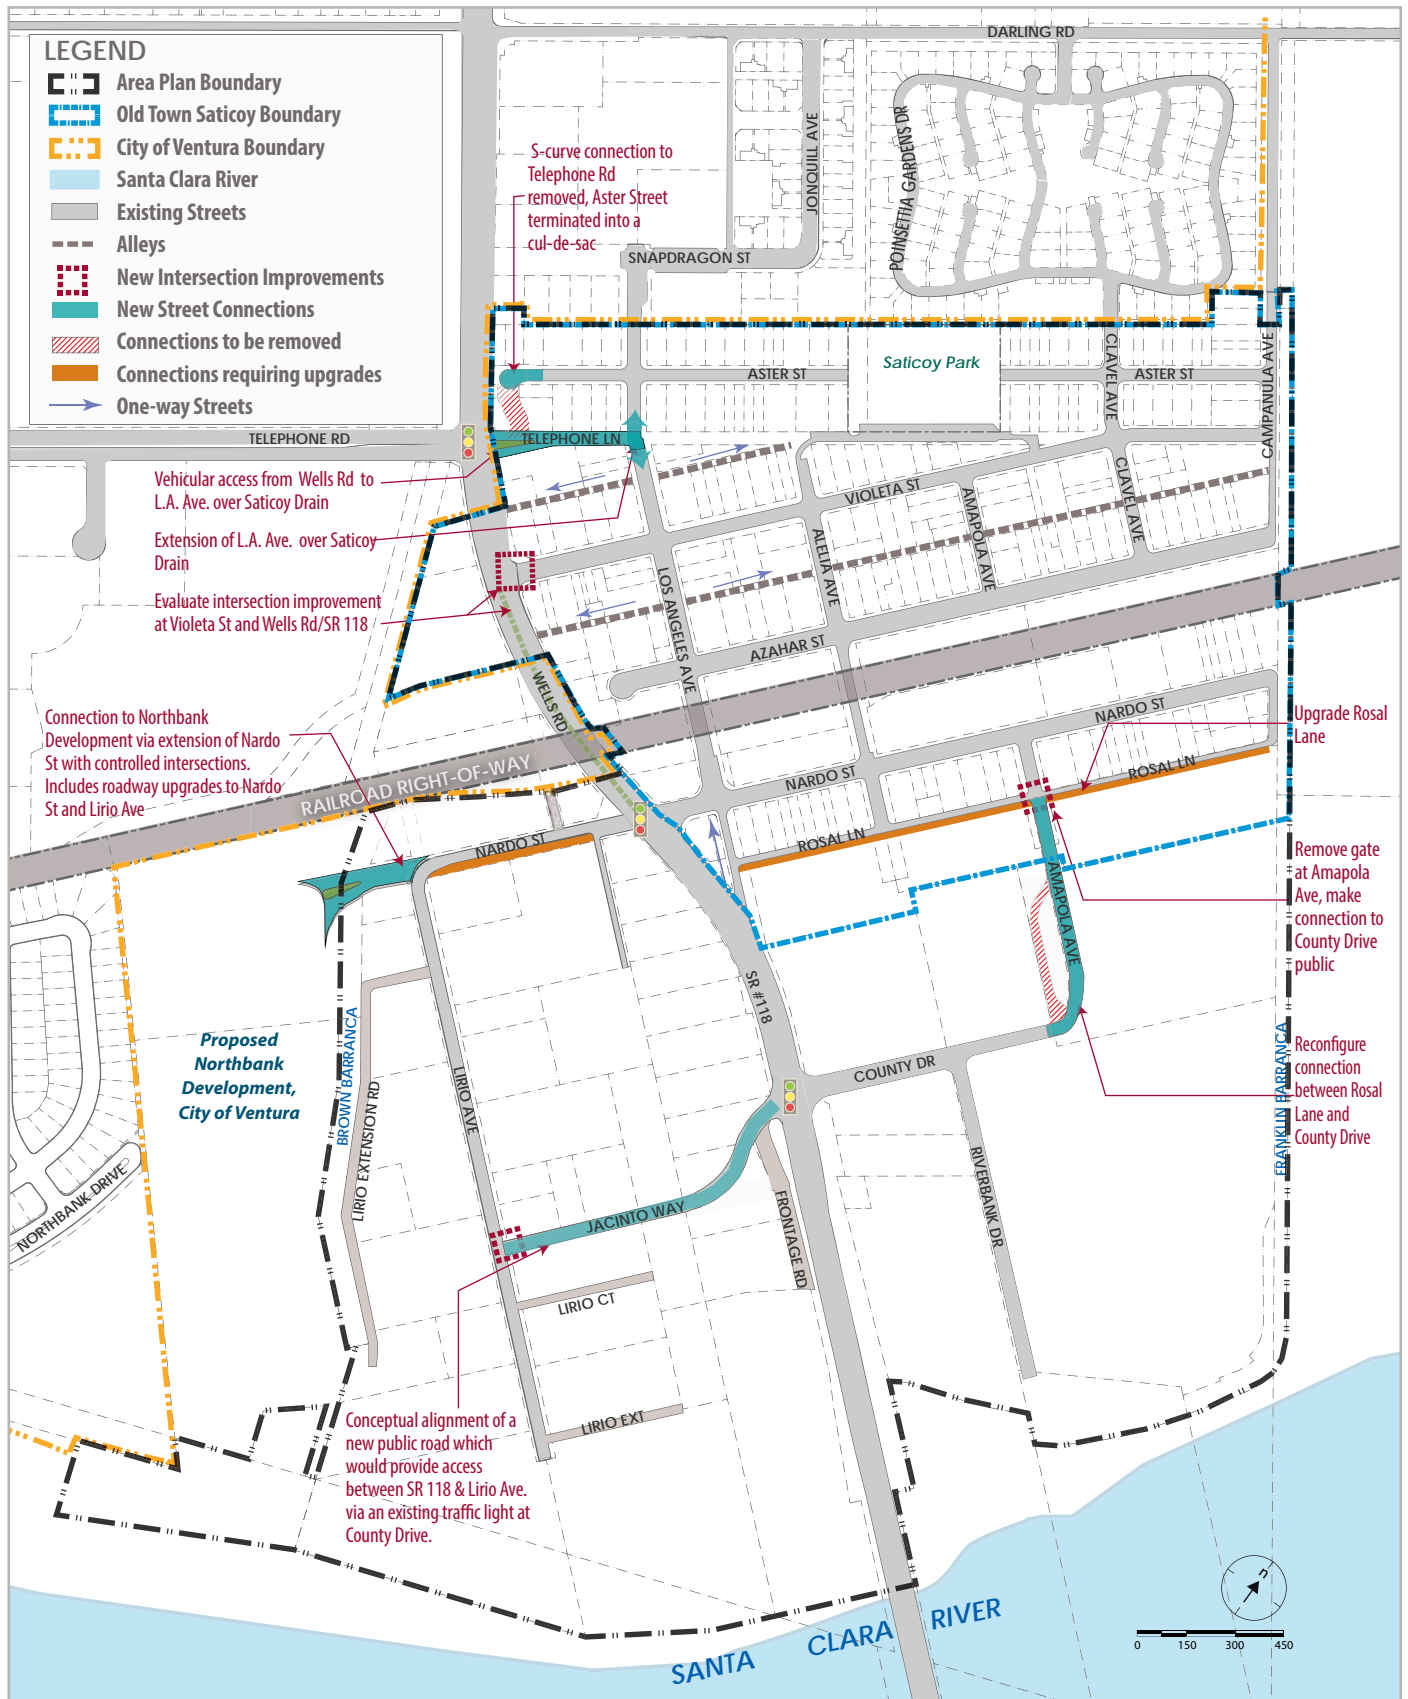 LEGEND
Area Plan Boundary
Old Town Saticoy Boundary
City of Ventura Boundary
Santa Clara River
Existing Streets
Alleys
New Intersection Improvements
New Street Connections
Connections to be removed
Connections requiring upgrades
One-way Streets
DARLING RD
JONQUILL AVE
POINSETTIA GARDENS DR
S-curve connection to
Telephone Rd
removed, Aster Street
terminated into a
cul-de-sac
SNAPDRAGON ST
Saticoy Park
ASTER ST
CLAVEL AVE
ASTER ST
CAMPANULA AVE
TELEPHONE RD
TELEPHONE LN
Vehicular access from Wells Rd to
L.A. Ave. over Saticoy Drain
Extension of L.A. Ave. over Saticoy
Drain
Evaluate intersection improvement
at Violeta St and Wells Rd/SR 118
VIOLETA ST
AMAPOLA AVE
CLAVEL AVE
ALELIA AVE
LOS ANGELES AVE
AZAHAR ST
WELLS RD
Connection to Northbank
Development via extension of Nardo
St with controlled intersections.
Includes roadway upgrades to Nardo
St and Lirio Ave
RAILROAD RIGHT-OF-WAY
NARDO ST
NARDO ST
Upgrade Rosal
Lane
ROSAL LN
ROSAL LN
NARDO ST
Remove gate
at Amapola
Ave, make
connection to
County Drive
public
AMAPOLA AVE
SR #118
Proposed
Northbank
Development,
City of Ventura
BROWN BARRANCA
LIRIO EXTENSION RD
LIRIO AVE
COUNTY DR
FRANKLIN BARRANCA
Reconfigure
connection
between Rosal
Lane and
County Drive
NORTHBANK DRIVE
JACINTO WAY
FRONTAGE RD
RIVERBANK DR
LIRIO CT
LIRIO EXT
Conceptual alignment of a
new public road which
would provide access
between SR 118 & Lirio Ave.
via an existing traffic light at
County Drive.
SANTA CLARA RIVER
n
0 150 300 450